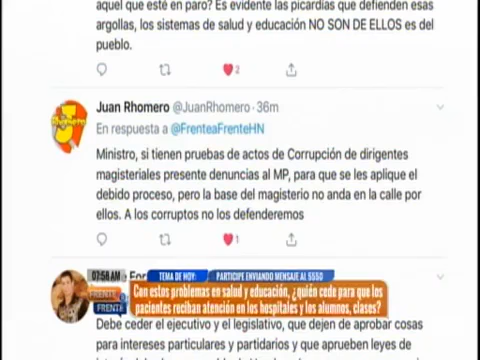 aquel que esté en paro? Es evidente las picardias que defienden esas
argollas, los sistemas de salud y educación NO SON DE ELLOS es del
pueblo.
2
Juan Rhomero @JuanRhomero · 36m
En respuesta a @FrenteaFrenteHN
Rhomero
Ministro, si tienen pruebas de actos de Corrupción de dirigentes
magisteriales presente denuncias al MP, para que se les aplique el
debido proceso, pero la base del magisterio no anda en la calle por
ellos. A los corruptos no los defenderemos
1
07:58 AM
TEMA DE HOY: PARTICIPE ENVIANDO MENSAJE AL 5550
FRENTE a FRENTE
Con estos problemas en salud y educación, ¿quién cede para que los
pacientes reciban atención en los hospitales y los alumnos, clases?
Debe ceder el ejecutivo y el legislativo, que dejen de aprobar cosas
para intereses particulares y partidarios y que aprueben leyes de